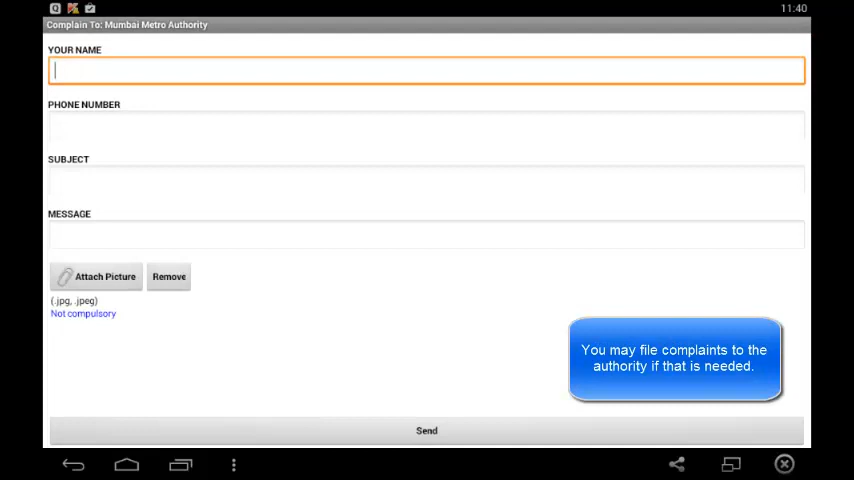 11:40
Complain To: Mumbai Metro Authority
YOUR NAME
PHONE NUMBER
SUBJECT
MESSAGE
Attach Picture
Remove
(.jpg, .jpeg)
Not compulsory
You may file complaints to the
authority if that is needed.
Send